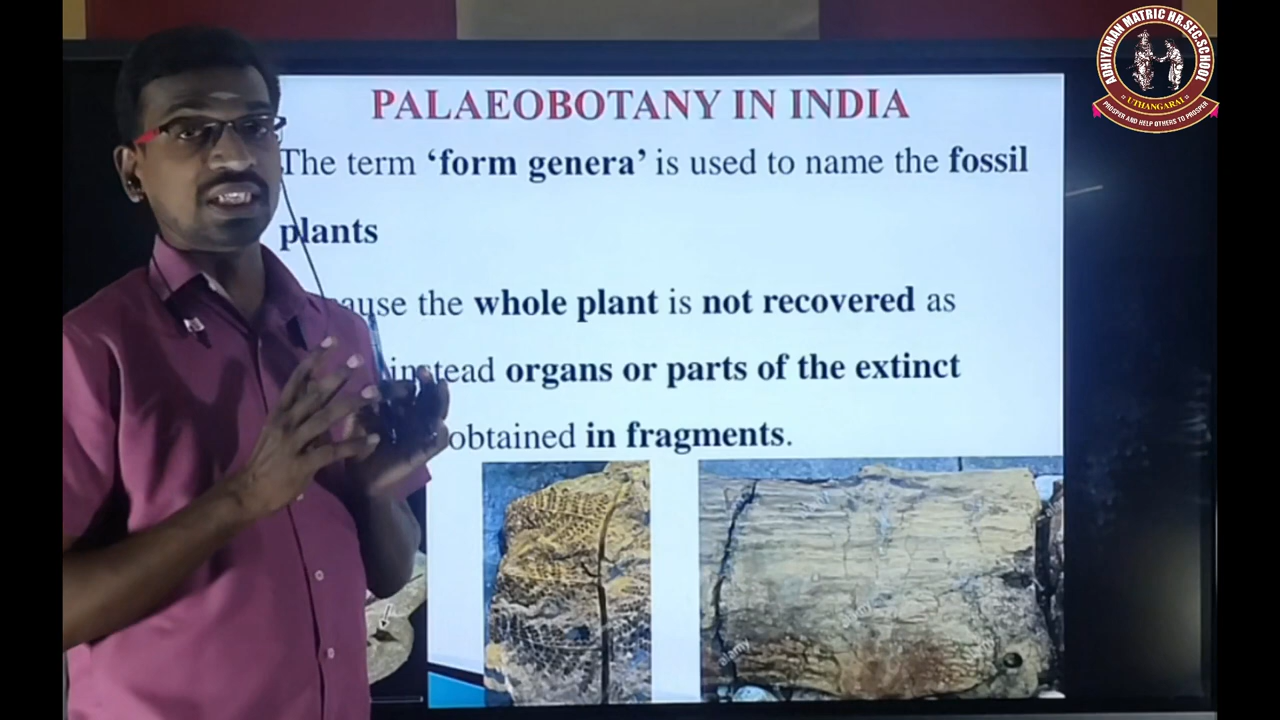 PALAEOBOTANY IN INDIA
The term ‘form genera’ is used to name the fossil
plants
the whole plant is not recovered as
instead organs or parts of the extinct
obtained in fragments.
alamy
ADHIYAMAN MATRIC HR.SEC.SCHOOL
UTHANGARAI
PROSPER AND HELP OTHERS TO PROSPER